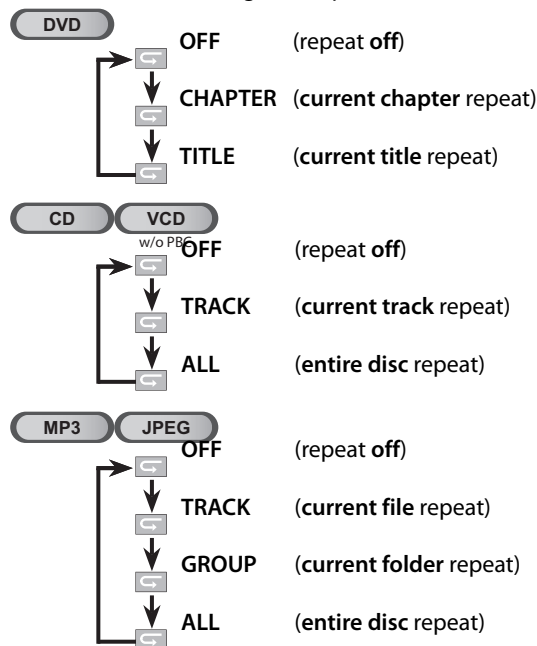 DVD
OFF (repeat off)
CHAPTER (current chapter repeat)
TITLE (current title repeat)
CD VCD
w/o PBC
OFF (repeat off)
TRACK (current track repeat)
ALL (entire disc repeat)
MP3 JPEG
OFF (repeat off)
TRACK (current file repeat)
GROUP (current folder repeat)
ALL (entire disc repeat)